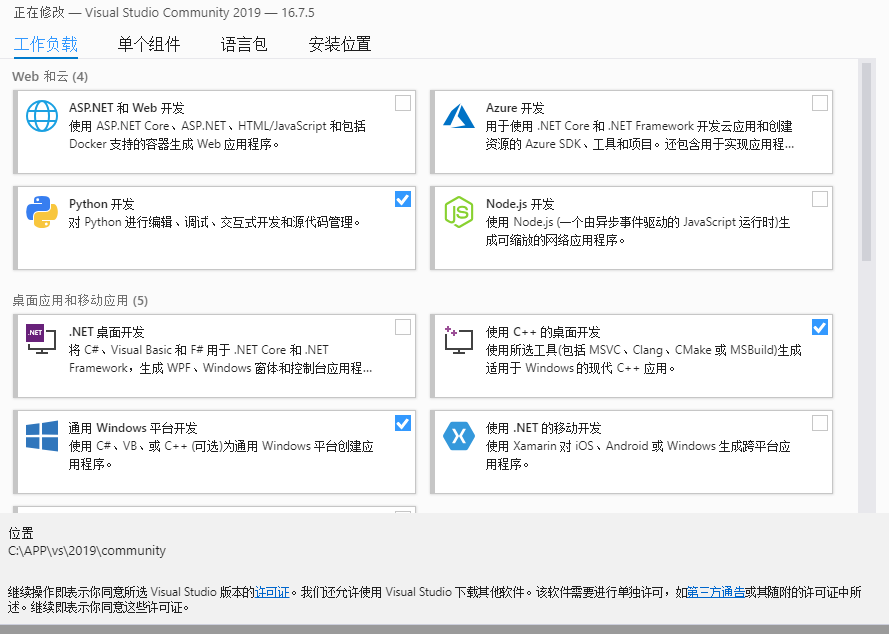 正在修改 — Visual Studio Community 2019 — 16.7.5
工作负载 单个组件 语言包 安装位置
Web 和云 (4)
ASP.NET 和 Web 开发
使用 ASP.NET Core、ASP.NET、HTML/JavaScript 和包括
Docker 支持的容器生成 Web 应用程序。
Azure 开发
用于使用 .NET Core 和 .NET Framework 开发云应用和创建
资源的 Azure SDK、工具和项目。还包含用于实现应用程...
Python 开发
对 Python 进行编辑、调试、交互式开发和源代码管理。
JS
Node.js 开发
使用 Node.js (一个由异步事件驱动的 JavaScript 运行时)生
成可缩放的网络应用程序。
桌面应用和移动应用 (5)
.NET
.NET 桌面开发
将 C#、Visual Basic 和 F# 用于 .NET Core 和 .NET
Framework，生成 WPF、Windows 窗体和控制台应用程...
使用 C++ 的桌面开发
使用所选工具(包括 MSVC、Clang、CMake 或 MSBuild)生成
适用于 Windows 的现代 C++ 应用。
通用 Windows 平台开发
使用 C#、VB、或 C++ (可选)为通用 Windows 平台创建应
用程序。
使用 .NET 的移动开发
使用 Xamarin 对 iOS、Android 或 Windows 生成跨平台应
用程序。
位置
C:\APP\vs\2019\community
继续操作即表示你同意所选 Visual Studio 版本的许可证。我们还允许使用 Visual Studio 下载其他软件。该软件需要进行单独许可，如第三方通告或其随附的许可证中所
述。继续即表示你同意这些许可证。